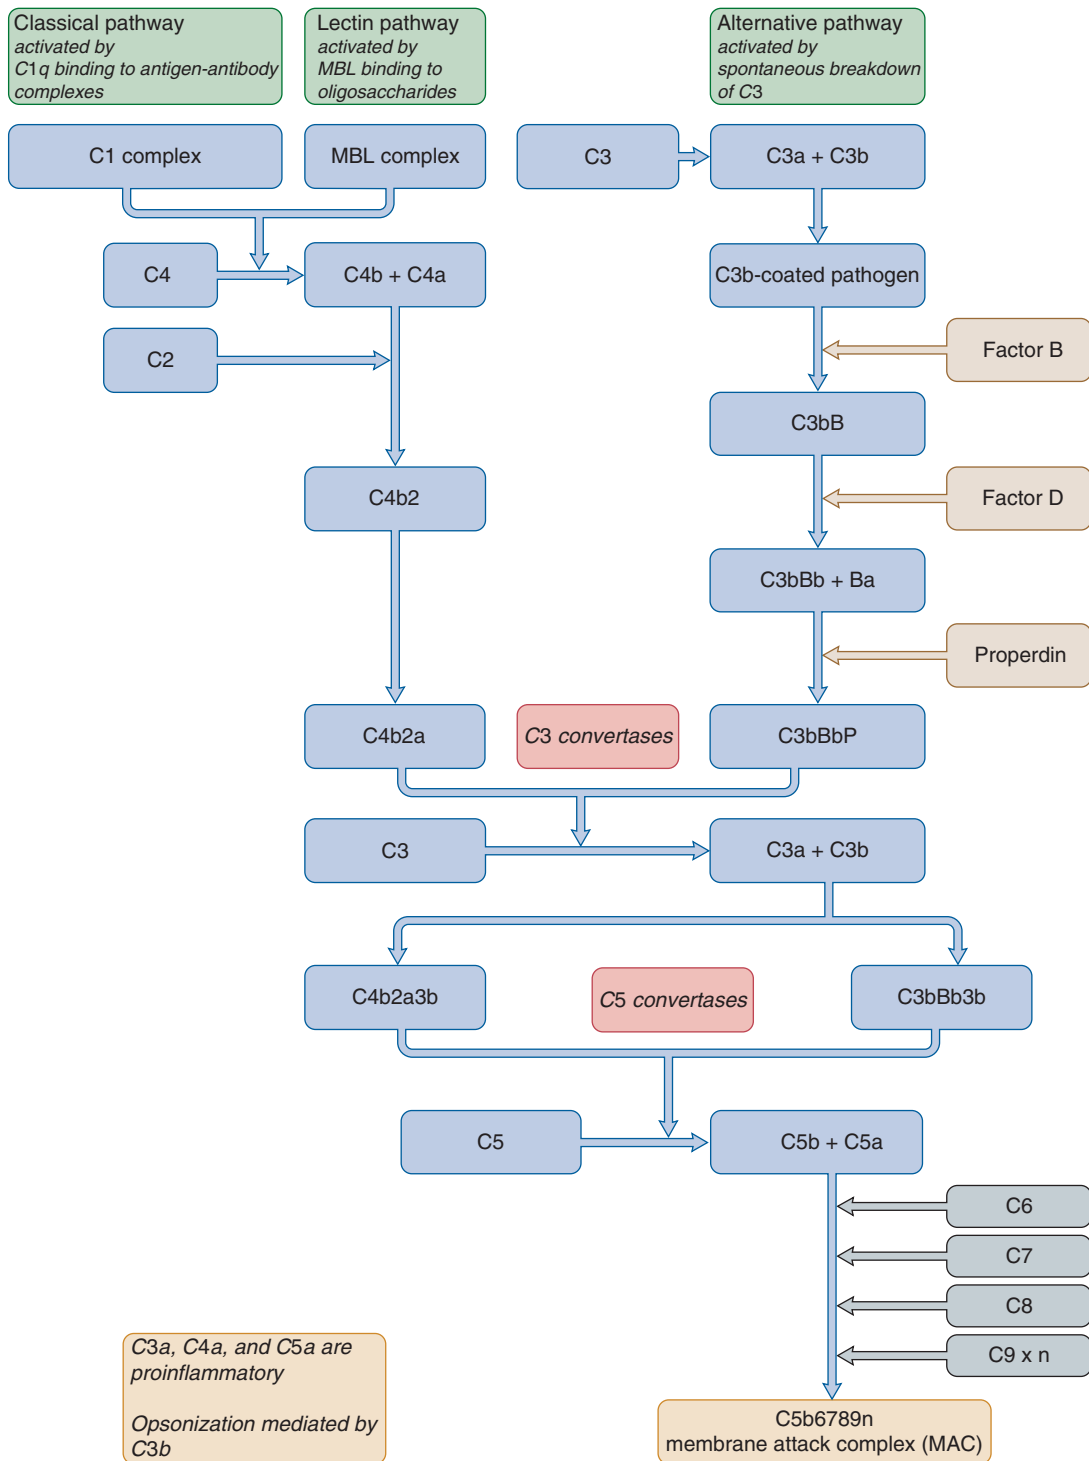 Classical pathway
activated by
C1q binding to antigen-antibody
complexes
Lectin pathway
activated by
MBL binding to
oligosaccharides
Alternative pathway
activated by
spontaneous breakdown
of C3
C1 complex
MBL complex
C3
C3a + C3b
C4
C4b + C4a
C3b-coated pathogen
C2
Factor B
C3bB
C4b2
Factor D
C3bBb + Ba
Properdin
C4b2a
C3 convertases
C3bBbP
C3
C3a + C3b
C4b2a3b
C5 convertases
C3bBb3b
C5
C5b + C5a
C6
C7
C8
C9 x n
C3a, C4a, and C5a are
proinflammatory
Opsonization mediated by
C3b
C5b6789n
membrane attack complex (MAC)